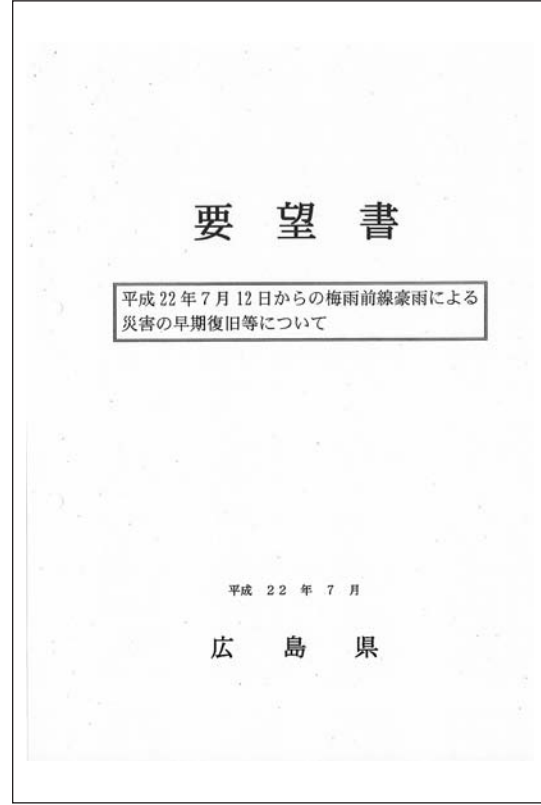 要望書
平成22年7月12日からの梅雨前線豪雨による
災害の早期復旧等について
平成 22 年 7 月
広島県